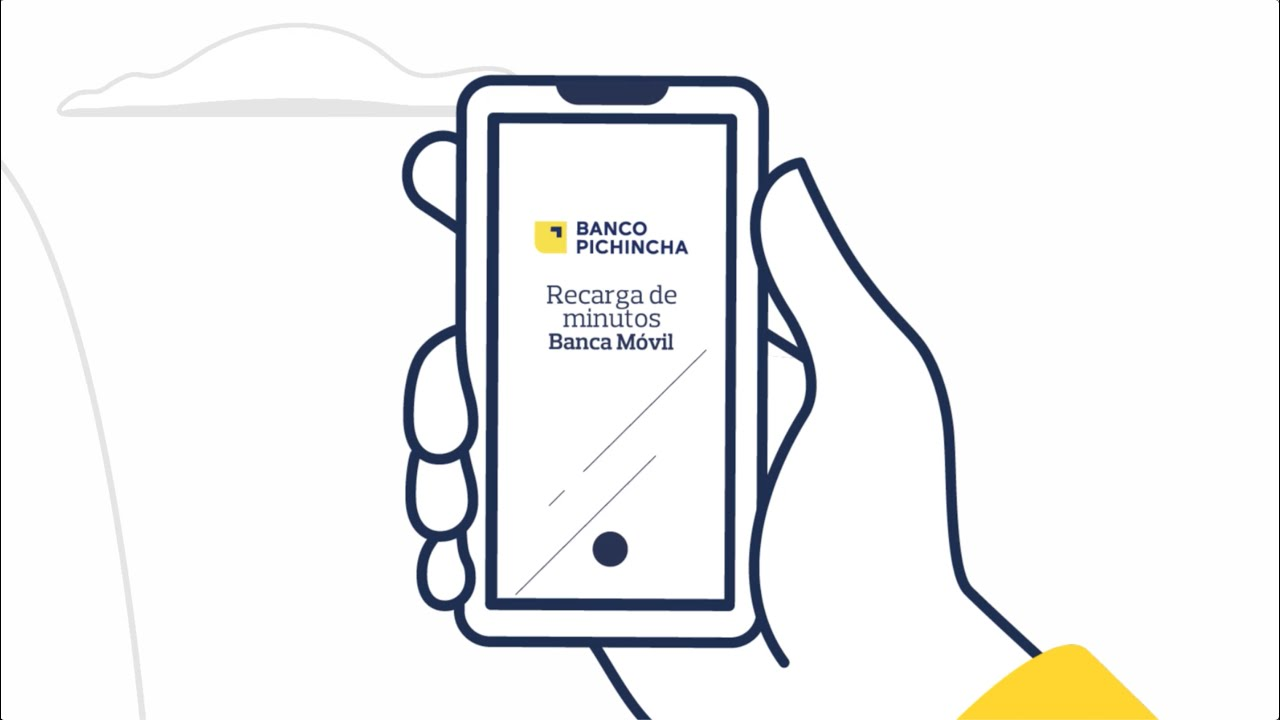 BANCO
PICHINCHA
Recarga de
minutos
Banca Móvil